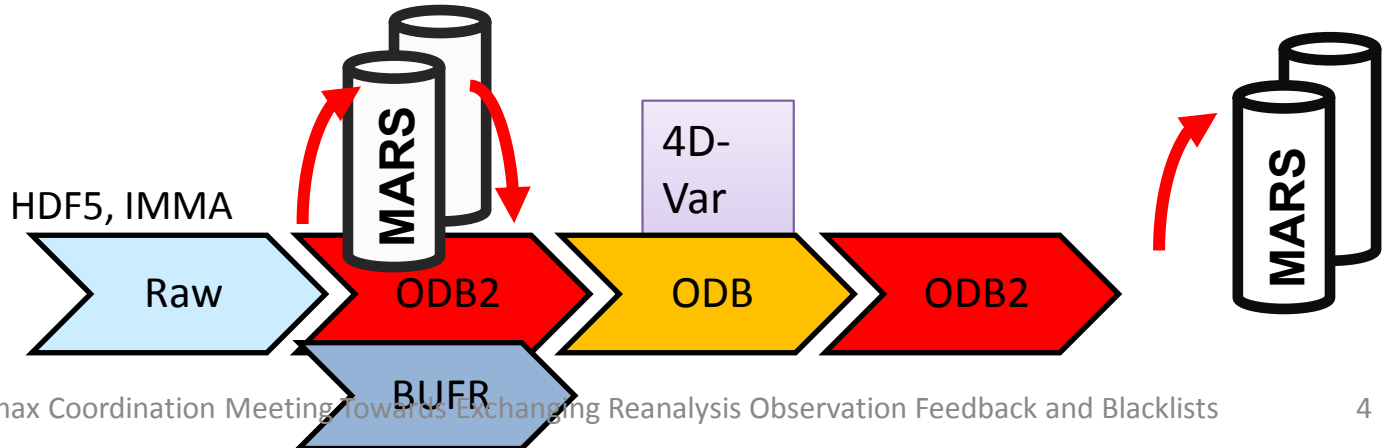 MARS
MARS
4D-
Var
HDF5, IMMA
Raw
ODB2
ODB
ODB2
BUFR
Coordination Meeting Towards Exchanging Reanalysis Observation Feedback and Blacklists
4